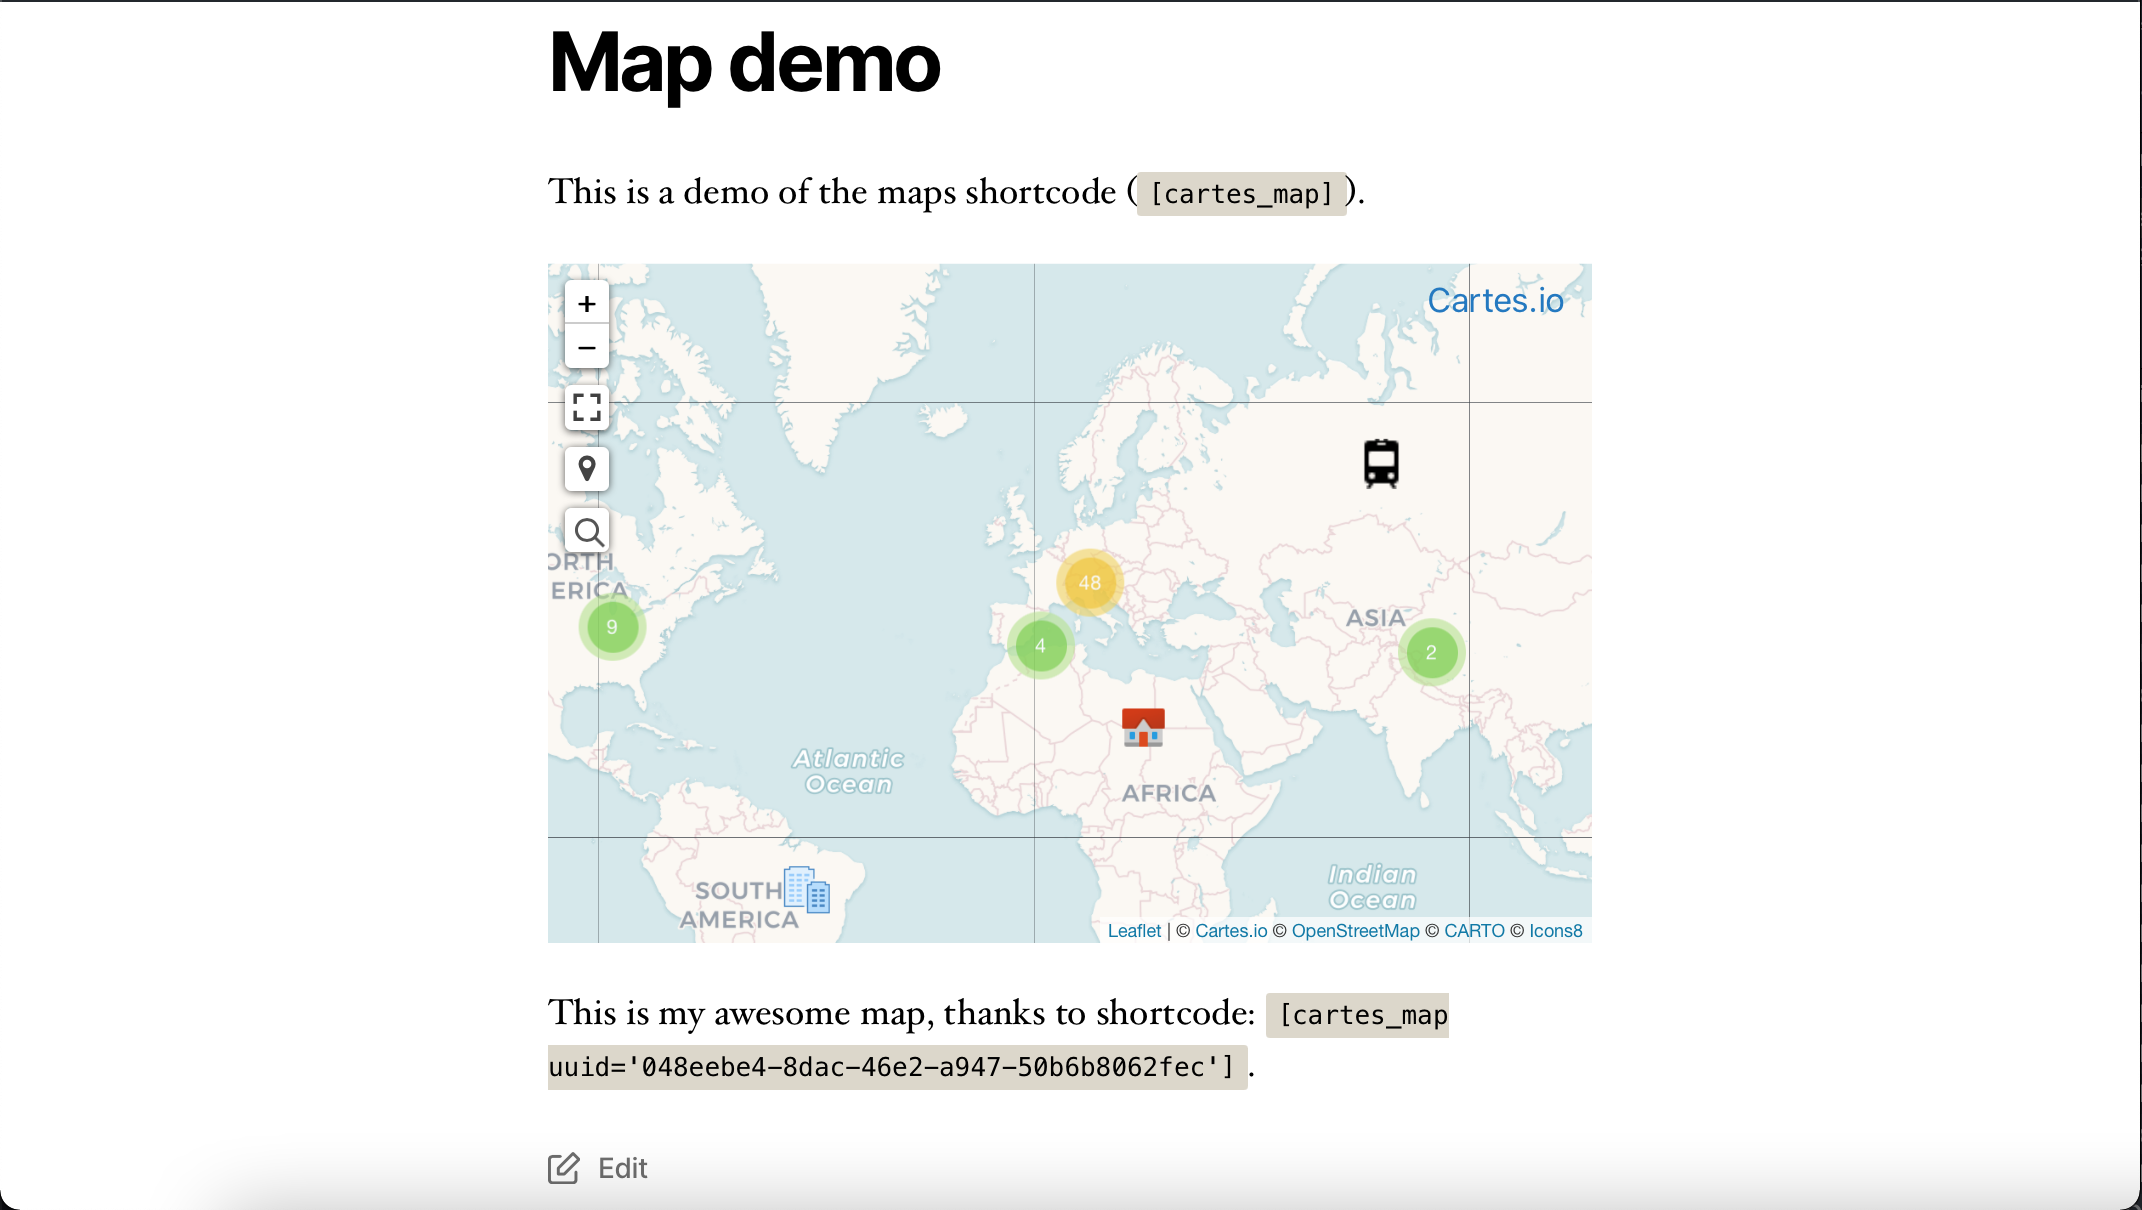 Map demo
This is a demo of the maps shortcode ( [cartes_map] ).
+
Cartes.io
−
ORTH
ERICA
48
9
4
ASIA
2
Atlantic
Ocean
AFRICA
SOUTH
AMERICA
Indian
Ocean
Leaflet | © Cartes.io © OpenStreetMap © CARTO © Icons8
This is my awesome map, thanks to shortcode: [cartes_map
uuid='048eebe4-8dac-46e2-a947-50b6b8062fec'] .
Edit